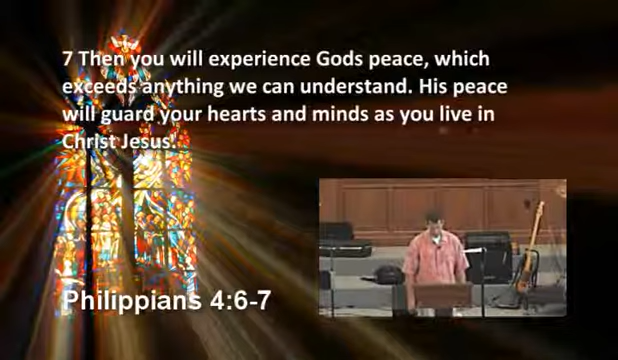 7 Then you will experience Gods peace, which
exceeds anything we can understand. His peace
will guard your hearts and minds as you live in
Christ Jesus.
Philippians 4:6-7